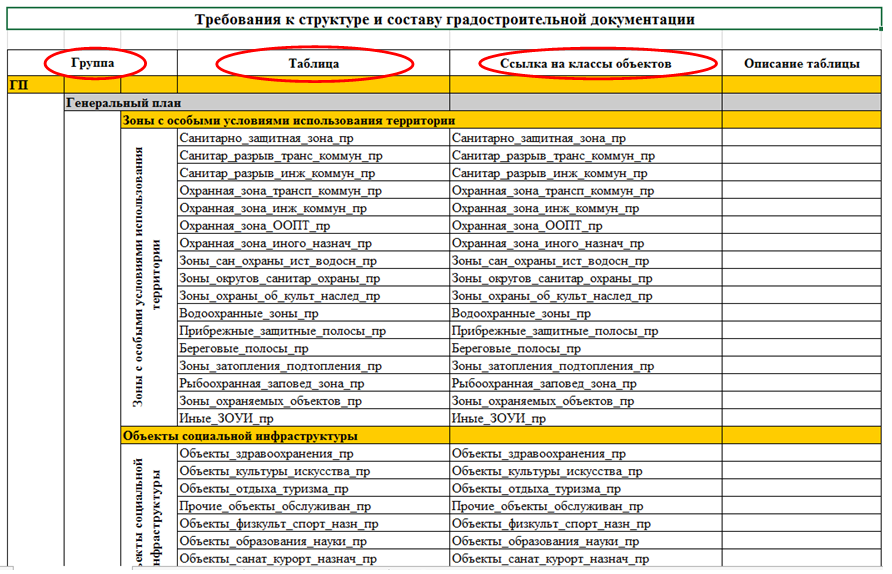 Требования к структуре и составу градостроительной документации
Группа Таблица Ссылка на классы объектов Описание таблицы
ГП
Генеральный план
Зоны с особыми условиями использования территории
Зоны с особыми условиями использования
территории
Санитарно_защитная_зона_пр Санитарно_защитная_зона_пр
Санитар_разрыв_транс_коммун_пр Санитар_разрыв_транс_коммун_пр
Санитар_разрыв_инж_коммун_пр Санитар_разрыв_инж_коммун_пр
Охранная_зона_трансп_коммун_пр Охранная_зона_трансп_коммун_пр
Охранная_зона_инж_коммун_пр Охранная_зона_инж_коммун_пр
Охранная_зона_ООПТ_пр Охранная_зона_ООПТ_пр
Охранная_зона_иного_назнач_пр Охранная_зона_иного_назнач_пр
Зоны_сан_охраны_ист_водосн_пр Зоны_сан_охраны_ист_водосн_пр
Зоны_округов_санитар_охраны_пр Зоны_округов_санитар_охраны_пр
Зоны_охраны_об_культ_наслед_пр Зоны_охраны_об_культ_наслед_пр
Водоохранные_зоны_пр Водоохранные_зоны_пр
Прибрежные_защитные_полосы_пр Прибрежные_защитные_полосы_пр
Береговые_полосы_пр Береговые_полосы_пр
Зоны_затопления_подтопления_пр Зоны_затопления_подтопления_пр
Рыбоохранная_заповед_зона_пр Рыбоохранная_заповед_зона_пр
Зоны_охраняемых_объектов_пр Зоны_охраняемых_объектов_пр
Иные_ЗОУИ_пр Иные_ЗОУИ_пр
Объекты социальной инфраструктуры
екты социальной
нфраструктуры
Объекты_здравоохранения_пр Объекты_здравоохранения_пр
Объекты_культуры_искусства_пр Объекты_культуры_искусства_пр
Объекты_отдыха_туризма_пр Объекты_отдыха_туризма_пр
Прочие_объекты_обслуживан_пр Прочие_объекты_обслуживан_пр
Объекты_физкульт_спорт_назн_пр Объекты_физкульт_спорт_назн_пр
Объекты_образования_науки_пр Объекты_образования_науки_пр
Объекты_санат_курорт_назнач_пр Объекты_санат_курорт_назнач_пр